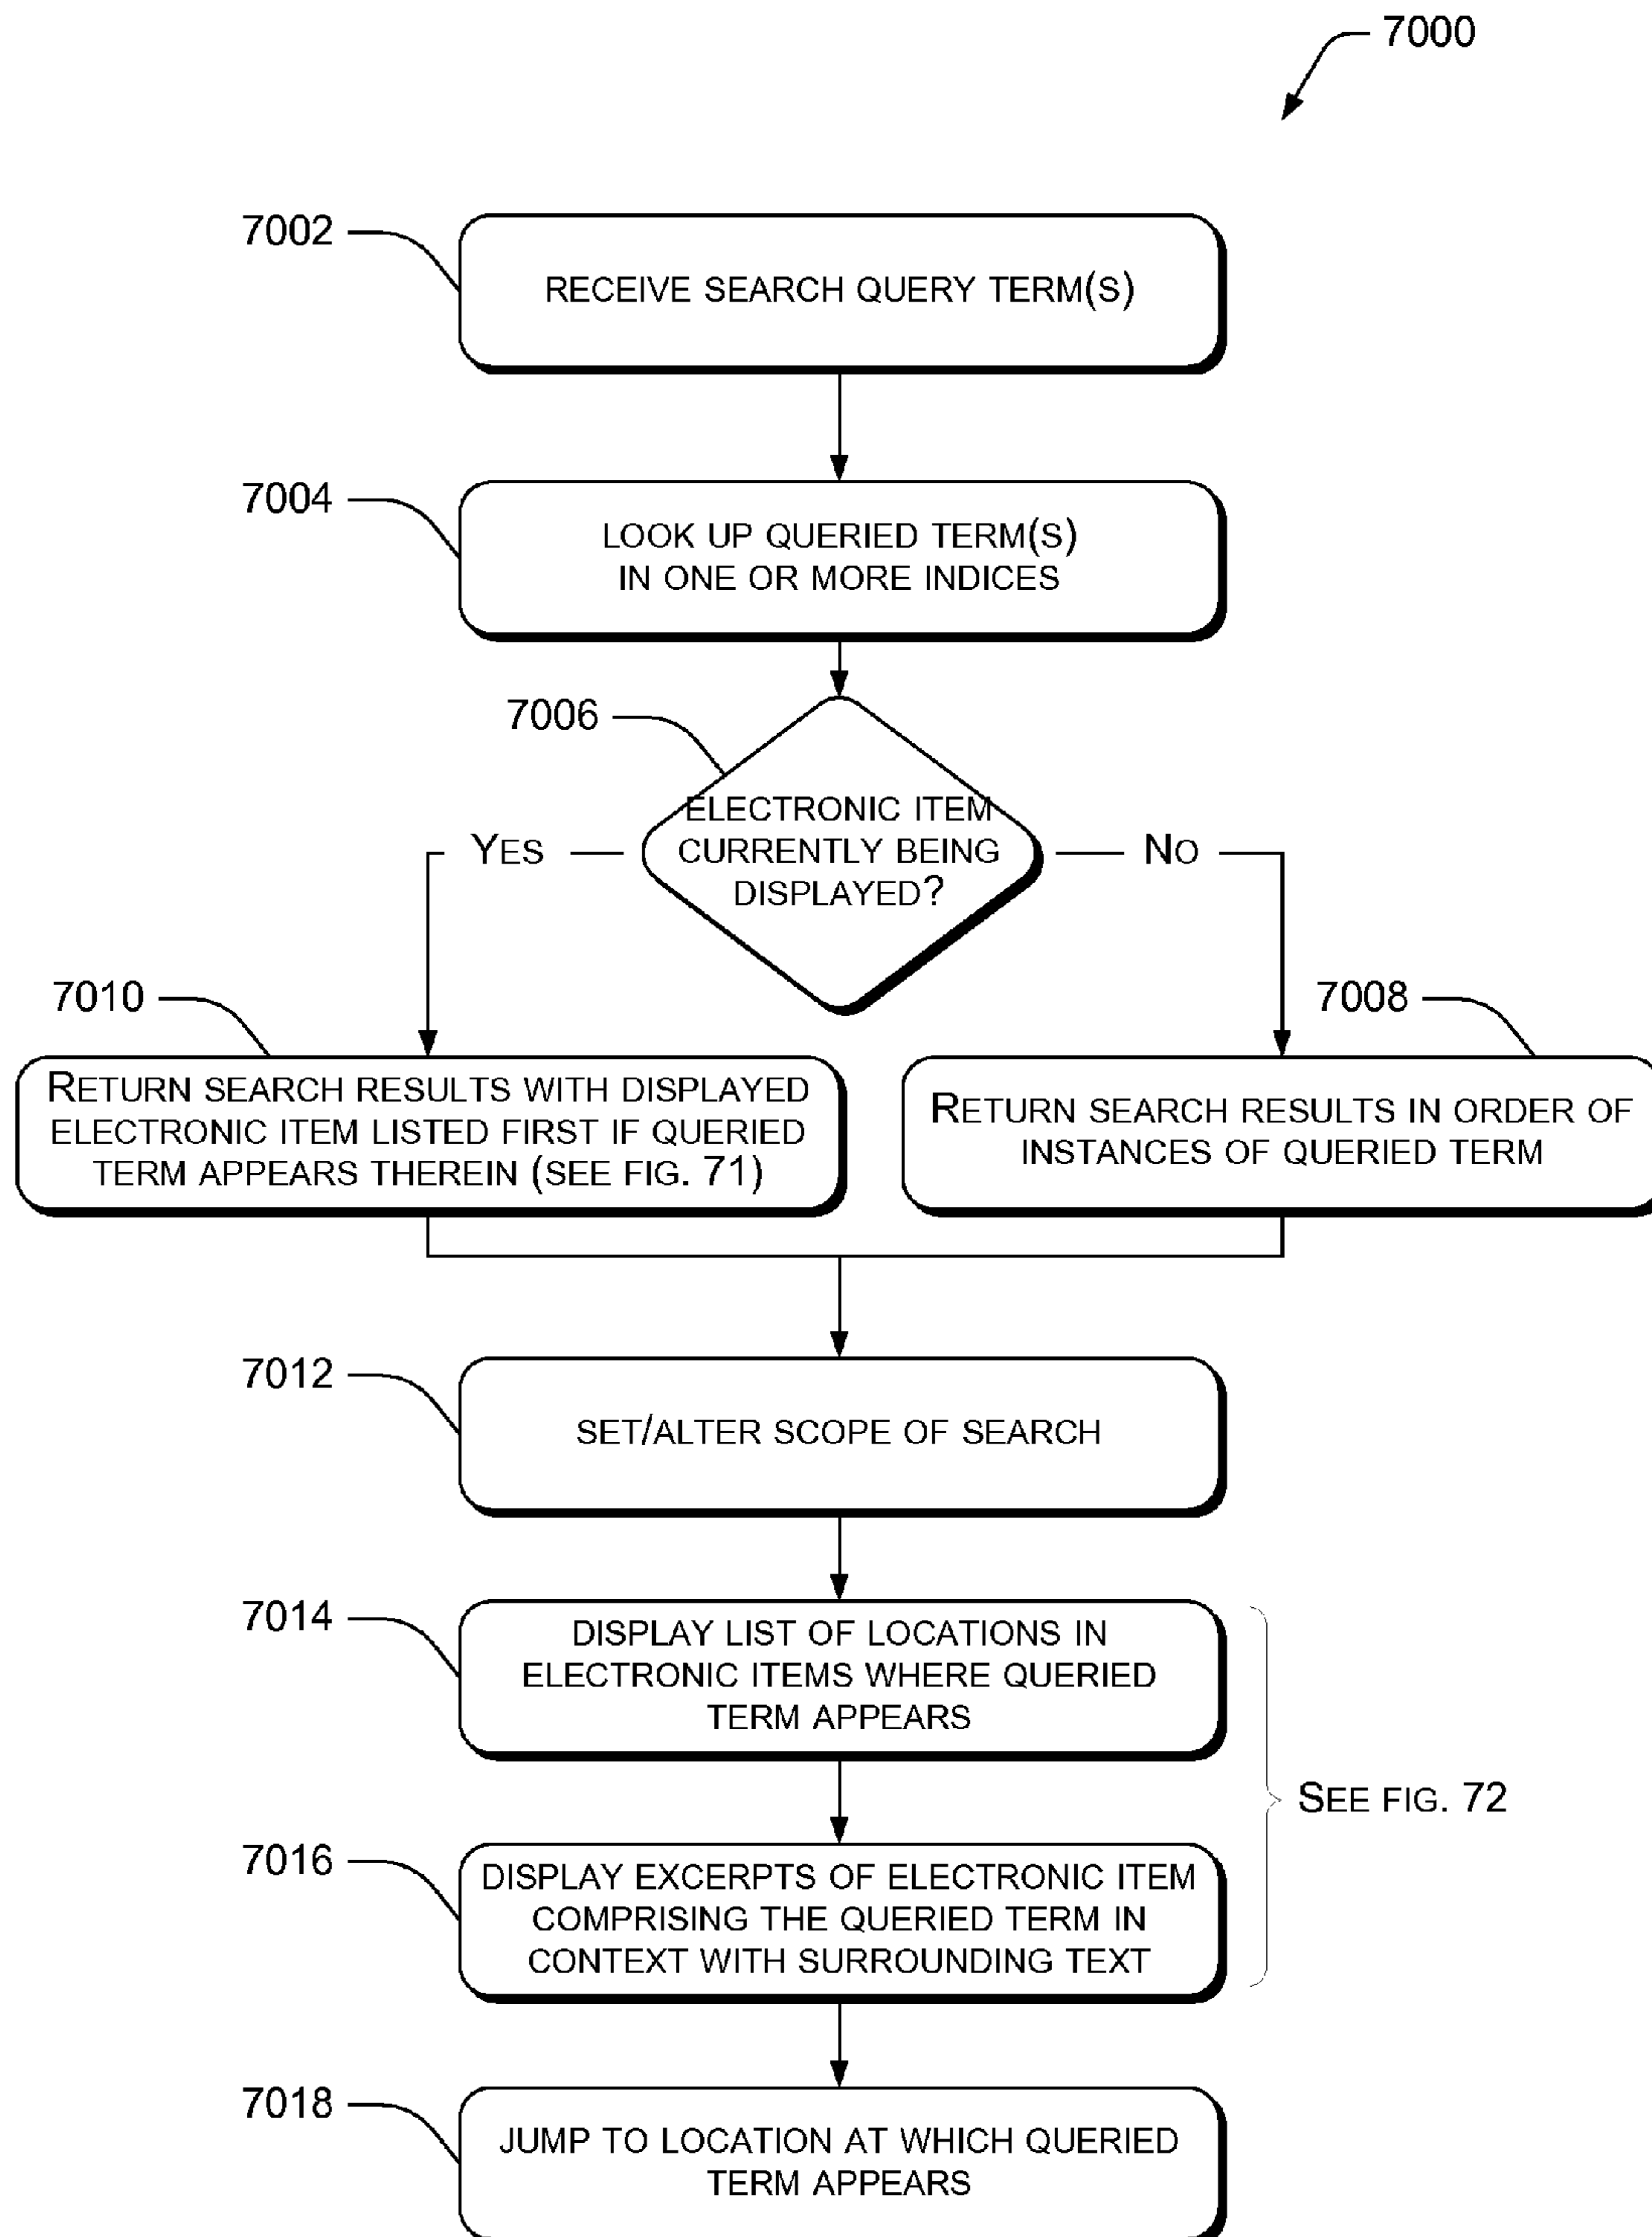 7000
7002
RECEIVE SEARCH QUERY TERM(S)
7004
LOOK UP QUERIED TERM(S)
IN ONE OR MORE INDICES
7006
ELECTRONIC ITEM
CURRENTLY BEING
DISPLAYED?
YES
NO
7010
RETURN SEARCH RESULTS WITH DISPLAYED
ELECTRONIC ITEM LISTED FIRST IF QUERIED
TERM APPEARS THEREIN (SEE FIG. 71)
7008
RETURN SEARCH RESULTS IN ORDER OF
INSTANCES OF QUERIED TERM
7012
SET/ALTER SCOPE OF SEARCH
7014
DISPLAY LIST OF LOCATIONS IN
ELECTRONIC ITEMS WHERE QUERIED
TERM APPEARS
SEE FIG. 72
7016
DISPLAY EXCERPTS OF ELECTRONIC ITEM
COMPRISING THE QUERIED TERM IN
CONTEXT WITH SURROUNDING TEXT
7018
JUMP TO LOCATION AT WHICH QUERIED
TERM APPEARS